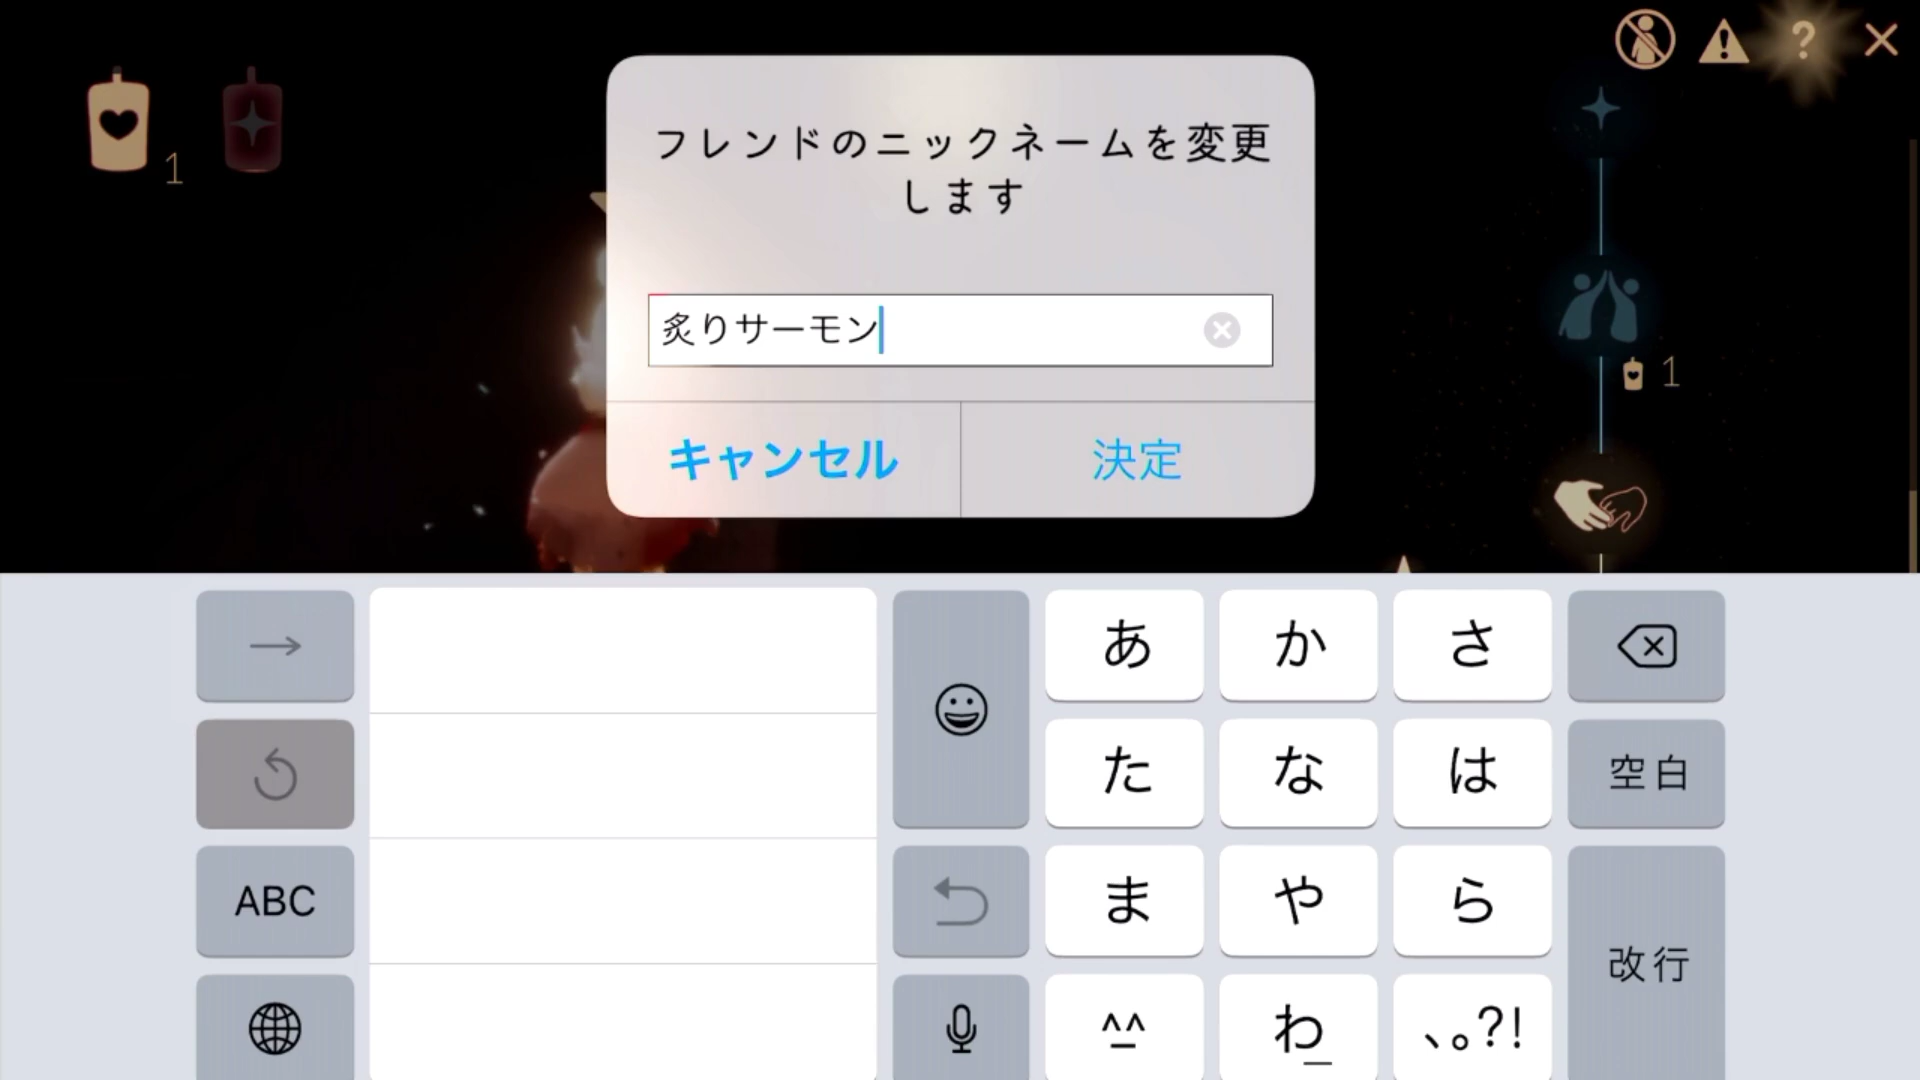 1
フレンドのニックネームを変更
します
炙りサーモン
キャンセル
決定
1
あ
か
さ
た
な
は
空白
ABC
ま
や
ら
改行
^^
わ_
、。?!